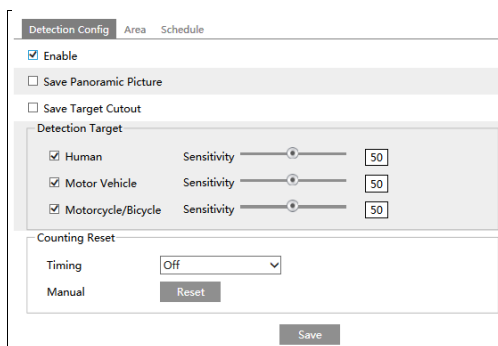 Detection Config Area Schedule
Enable
Save Panoramic Picture
Save Target Cutout
Detection Target
Human Sensitivity 50
Motor Vehicle Sensitivity 50
Motorcycle/Bicycle Sensitivity 50
Counting Reset
Timing Off
Manual Reset
Save